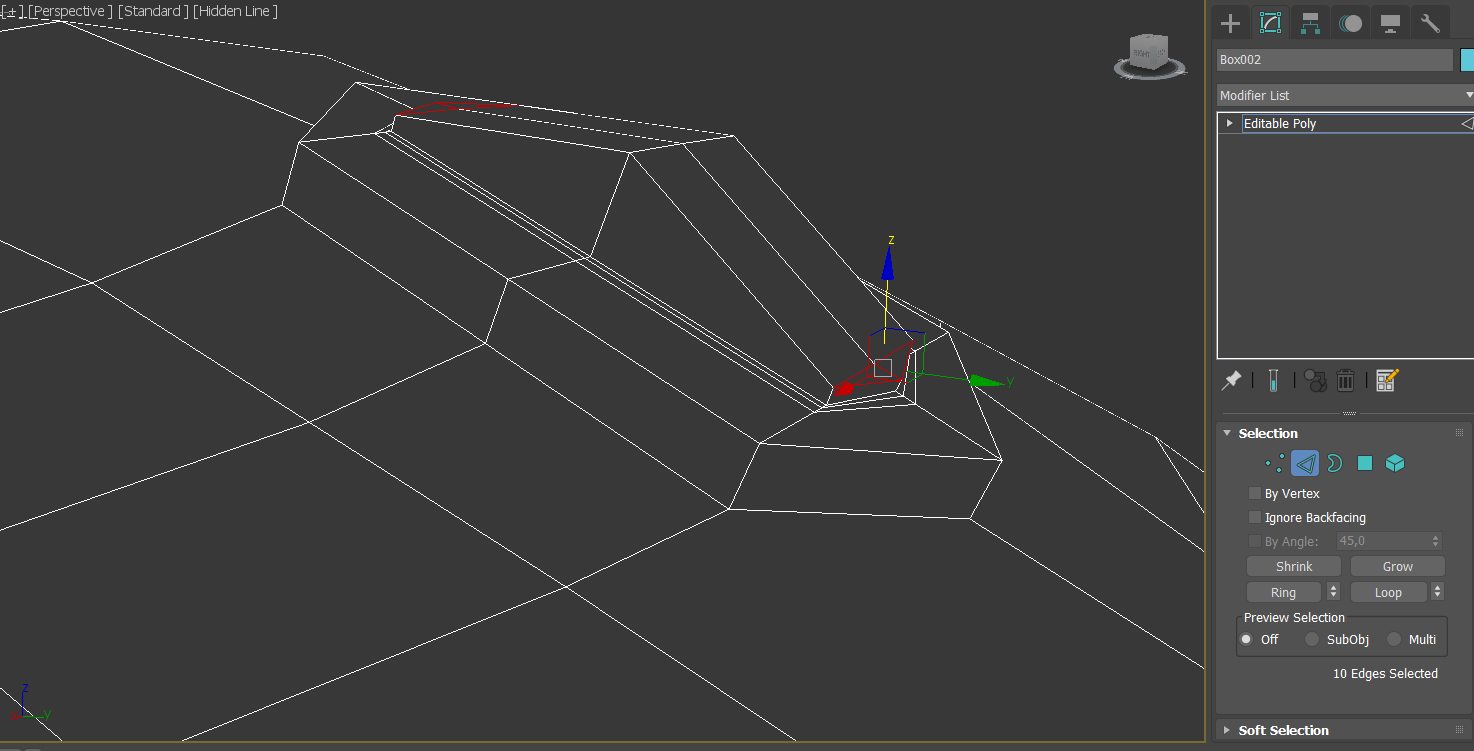 [+] [Perspective ] [Standard ] [Hidden Line ]
RIGHT
z
y
z
y
Box002
Modifier List
Editable Poly
Selection
By Vertex
Ignore Backfacing
By Angle: 45,0
Shrink Grow
Ring Loop
Preview Selection
Off SubObj Multi
10 Edges Selected
Soft Selection